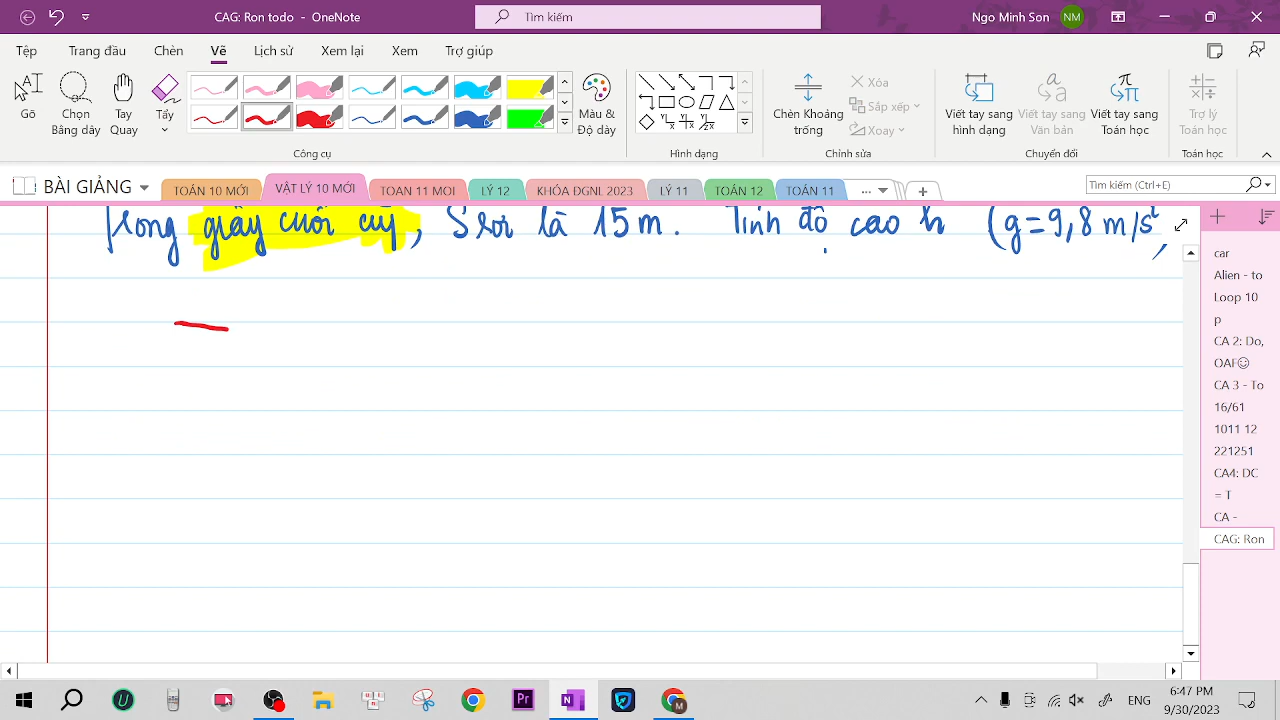 CAG: Ron todo - OneNote
Tìm kiếm
Ngo Minh Son NM
Tệp Trang đầu Chèn Vẽ Lịch sử Xem lại Xem Trợ giúp
Gõ
Chọn Bằng dây
Tay Quay
Tẩy
Màu & Độ dày
Chèn Khoảng trống
Xóa
Sắp xếp
Xoay
Viết tay sang hình dạng
Viết tay sang Văn bản
Viết tay sang Toán học
Trợ lý Toán học
Công cụ Hình dạng Chỉnh sửa Chuyển đổi Toán học
BÀI GIẢNG TOÁN 10 MỚI VẬT LÝ 10 MỚI TOAN 11 MOI LÝ 12 KHÓA ĐGNL 2023 LÝ 11 TOÁN 12 TOÁN 11 ...
Tìm kiếm (Ctrl+E)
giây cuối là 15 m. Tính độ cao h (g=9,8 m/s²)
car
Alien - to
Loop 10
p
CA 2: Do,
OAF☺
CA 3 - To
16/61
1011 12
221251
CA4: DC
= T
CA -
CAG: Ron
Pr
N
M
ENG
6:47 PM
9/30/2023